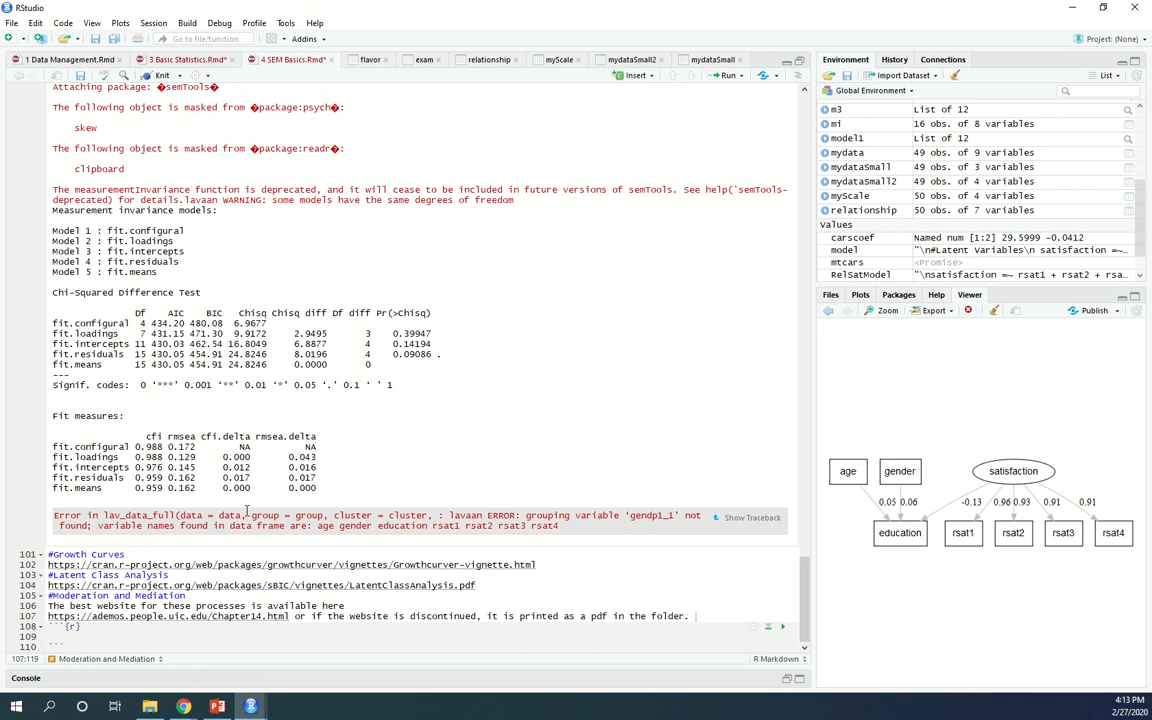 RStudio
File Edit Code View Plots Session Build Debug Profile Tools Help
Go to file/function Addins
Project: (None)
1 Data Management.Rmd 3 Basic Statistics.Rmd* 4 SEM Basics.Rmd* flavor exam relationship myScale mydataSmall2 mydataSmall
Knit Insert Run
Attaching package: �semTools�
The following object is masked from �package:psych�:
skew
The following object is masked from �package:readr�:
clipboard
The measurementInvariance function is deprecated, and it will cease to be included in future versions of semTools. See help('semTools-
deprecated) for details.lavaan WARNING: some models have the same degrees of freedom
Measurement invariance models:
Model 1 : fit.configural
Model 2 : fit.loadings
Model 3 : fit.intercepts
Model 4 : fit.residuals
Model 5 : fit.means
Chi-Squared Difference Test
Df AIC BIC Chisq Chisq diff Df diff Pr(>Chisq)
fit.configural 4 434.20 480.08 6.9677
fit.loadings 7 431.15 471.30 9.9172 2.9495 3 0.39947
fit.intercepts 11 430.03 462.54 16.8049 6.8877 4 0.14194
fit.residuals 15 430.05 454.91 24.8246 8.0196 4 0.09086 .
fit.means 15 430.05 454.91 24.8246 0.0000 0
---
Signif. codes: 0 ‘***’ 0.001 ‘**’ 0.01 ‘*’ 0.05 ‘.’ 0.1 ‘ ’ 1
Fit measures:
cfi rmsea cfi.delta rmsea.delta
fit.configural 0.988 0.172 NA NA
fit.loadings 0.988 0.129 0.000 0.043
fit.intercepts 0.976 0.145 0.012 0.016
fit.residuals 0.959 0.162 0.017 0.017
fit.means 0.959 0.162 0.000 0.000
Error in lav_data_full(data = data, group = group, cluster = cluster, : lavaan ERROR: grouping variable ‘gendp1_1’ not
found; variable names found in data frame are: age gender education rsat1 rsat2 rsat3 rsat4
Show Traceback
101 #Growth Curves
102 https://cran.r-project.org/web/packages/growthcurver/vignettes/Growthcurver-vignette.html
103 #Latent Class Analysis
104 https://cran.r-project.org/web/packages/sBIC/vignettes/LatentClassAnalysis.pdf
105 #Moderation and Mediation
106 The best website for these processes is available here
107 https://ademos.people.uic.edu/Chapter14.html or if the website is discontinued, it is printed as a pdf in the folder.
108 ```{r}
109
110 ```
107:119 Moderation and Mediation R Markdown
Console
Environment History Connections
Import Dataset List
Global Environment
m3 List of 12
mi 16 obs. of 8 variables
model1 List of 12
mydata 49 obs. of 9 variables
mydataSmall 49 obs. of 3 variables
mydataSmall2 49 obs. of 4 variables
myScale 50 obs. of 4 variables
relationship 50 obs. of 7 variables
Values
carscoef Named num [1:2] 29.5999 -0.0412
model "\n#Latent Variables\n satisfaction =~…
mtcars <Promise>
RelSatModel "\nsatisfaction =~ rsat1 + rsat2 + rsa…
Files Plots Packages Help Viewer
Zoom Export Publish
age gender satisfaction
0.05 0.06 -0.13 0.96 0.93 0.91 0.91
education rsat1 rsat2 rsat3 rsat4
4:13 PM
2/27/2020